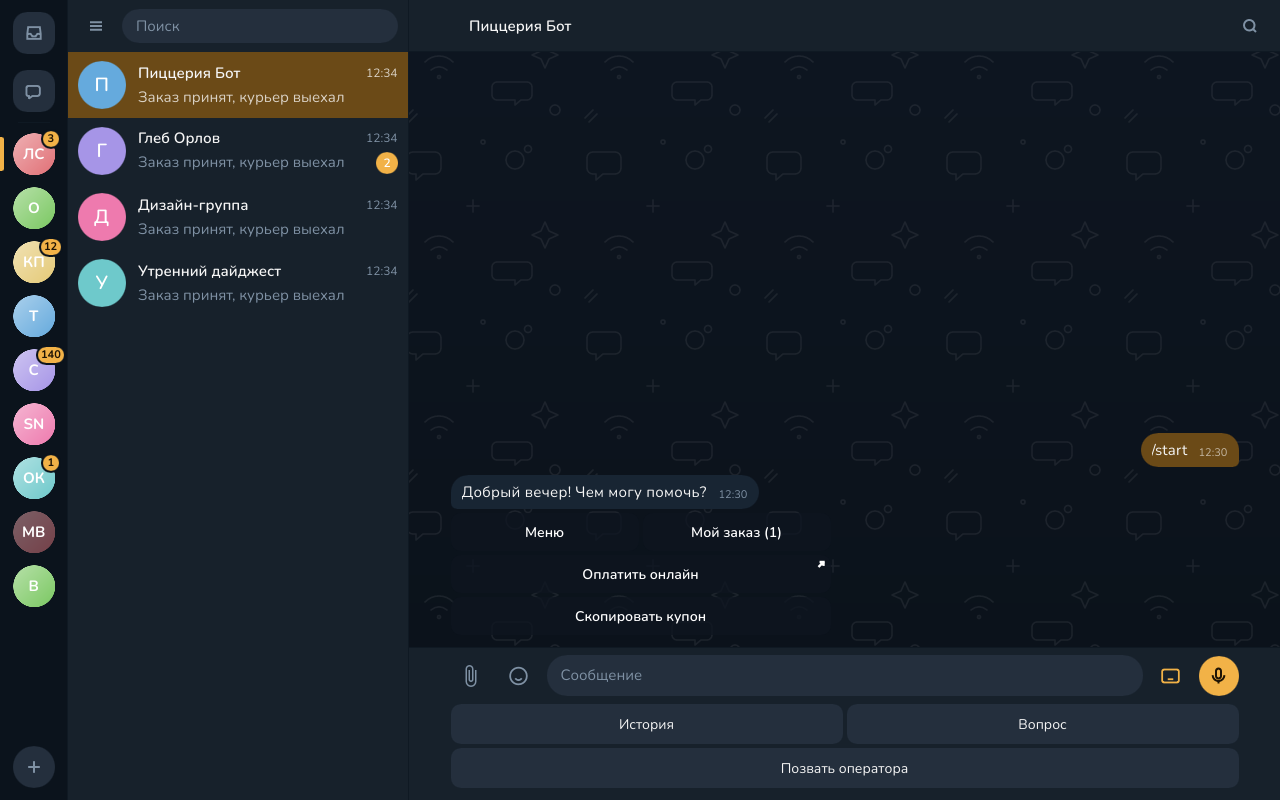 ЛС
3
О
КП
12
Т
С
140
SN
ОК
1
МВ
В
Поиск
Пиццерия Бот
12:34
Заказ принят, курьер выехал
Глеб Орлов
12:34
Заказ принят, курьер выехал
2
Дизайн-группа
12:34
Заказ принят, курьер выехал
Утренний дайджест
12:34
Заказ принят, курьер выехал
П
Г
Д
У
Пиццерия Бот
/start 12:30
Добрый вечер! Чем могу помочь? 12:30
Меню
Мой заказ (1)
Оплатить онлайн
Скопировать купон
Сообщение
История
Вопрос
Позвать оператора